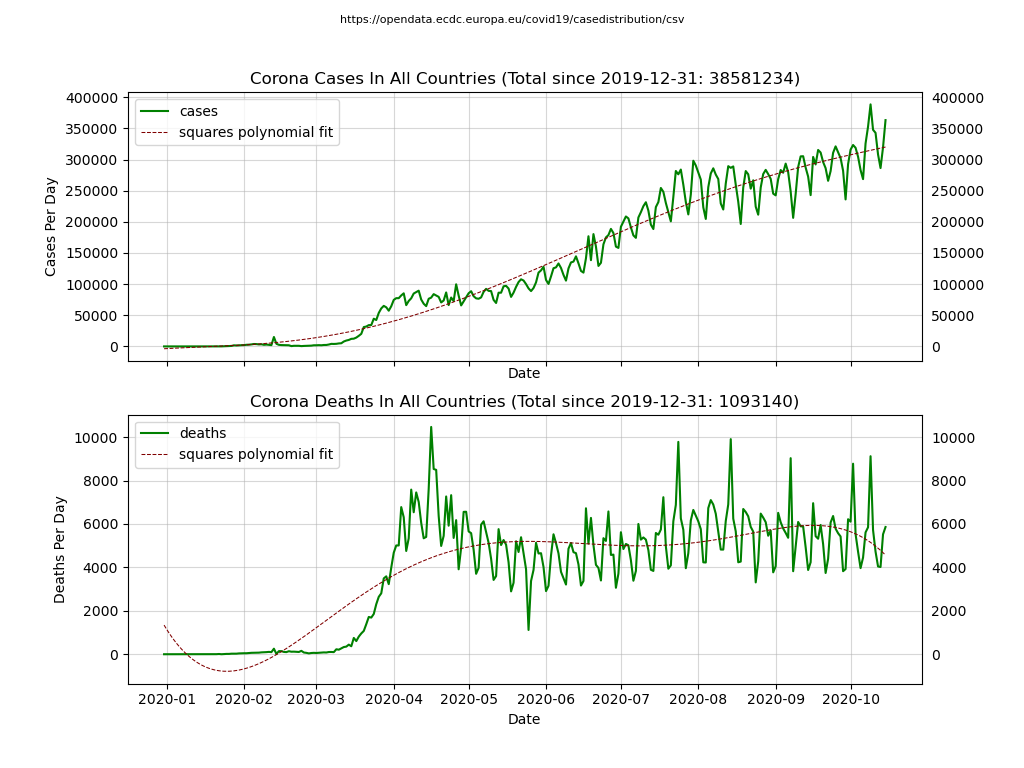 https://opendata.ecdc.europa.eu/covid19/casedistribution/csv
Corona Cases In All Countries (Total since 2019-12-31: 38581234)
cases
squares polynomial fit
Cases Per Day
400000
350000
300000
250000
200000
150000
100000
50000
0
400000
350000
300000
250000
200000
150000
100000
50000
0
Date
Corona Deaths In All Countries (Total since 2019-12-31: 1093140)
deaths
squares polynomial fit
Deaths Per Day
10000
8000
6000
4000
2000
0
10000
8000
6000
4000
2000
0
2020-01 2020-02 2020-03 2020-04 2020-05 2020-06 2020-07 2020-08 2020-09 2020-10
Date